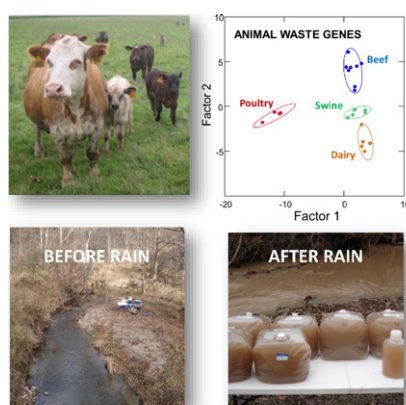 ANIMAL WASTE GENES
Beef
Poultry
Swine
Dairy
Factor 2
10
5
0
-5
-20
-10
0
10
Factor 1
BEFORE RAIN
AFTER RAIN